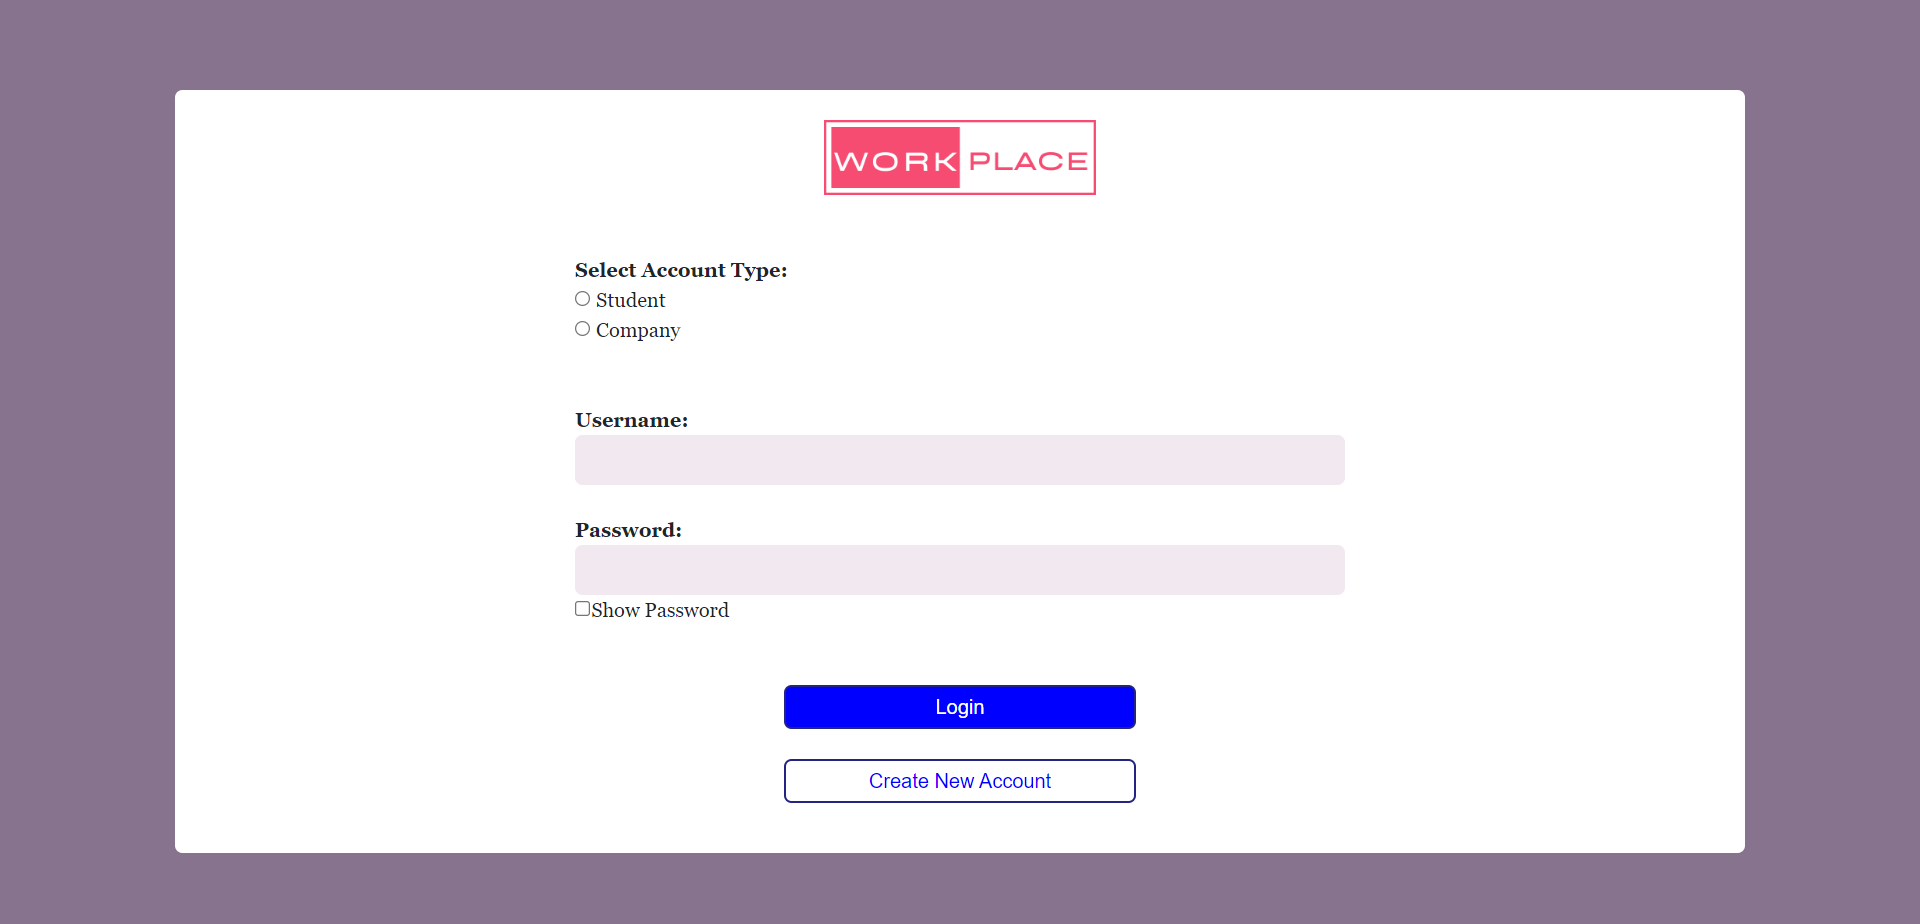 WORK PLACE
Select Account Type:
Student
Company
Username:
Password:
Show Password
Login
Create New Account